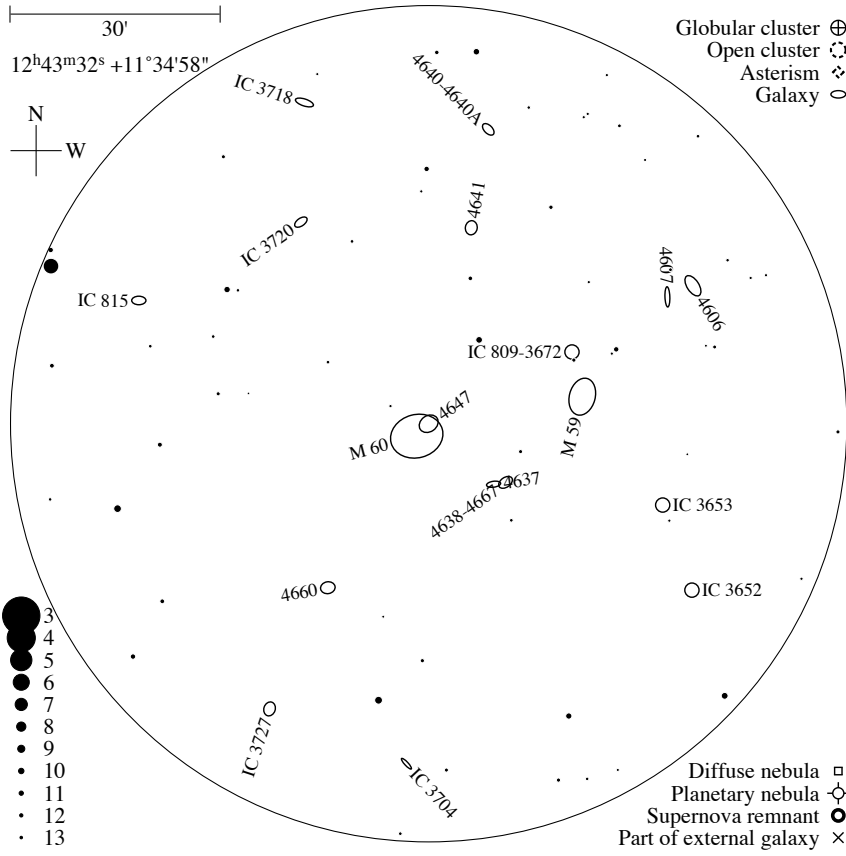 30'
12h43m32s +11°34'58"
N
W
Globular cluster
Open cluster
Asterism
Galaxy
IC 3718
4640-4640A
4641
IC 3720
4607
4606
IC 815
IC 809-3672
4647
M 60
M 59
4637
4638-4667
IC 3653
4660
IC 3652
IC 3727
IC 3704
3
4
5
6
7
8
9
10
11
12
13
Diffuse nebula
Planetary nebula
Supernova remnant
Part of external galaxy